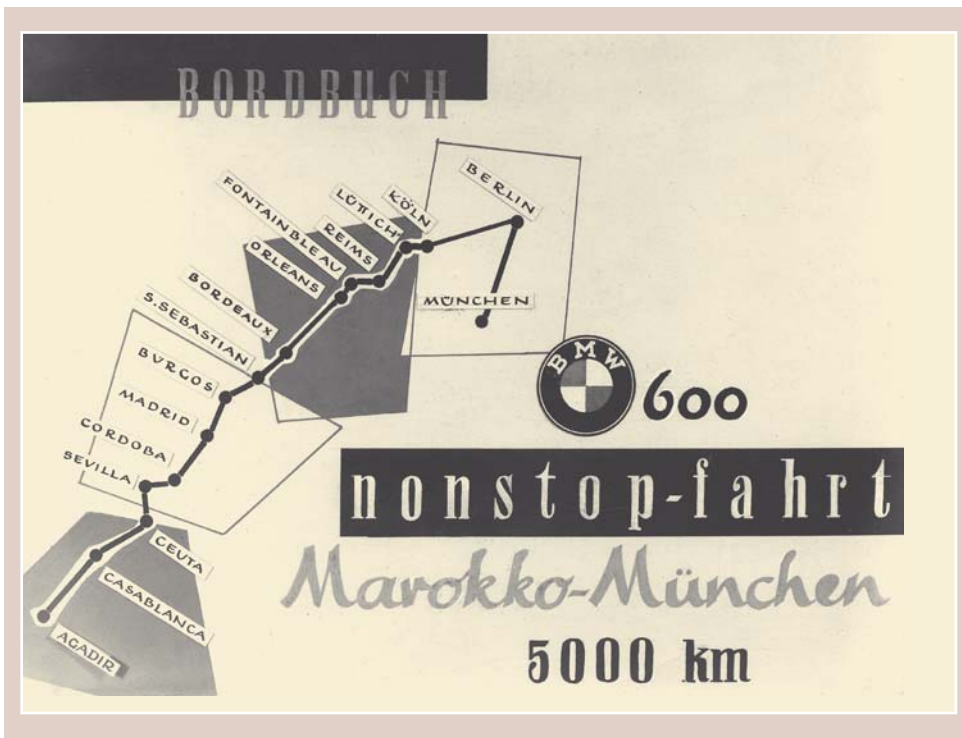 BORDBUCH
BERLIN
KÖLN
LÜTTICH
REIMS
FONTAINBLEAU
ORLEANS
MÜNCHEN
BORDEAUX
S.SEBASTIAN
BURGOS
MADRID
CORDOBA
SEVILLA
CEUTA
CASABLANCA
AGADIR
BMW
600
nonstop-fahrt
Marokko-München
5000 km